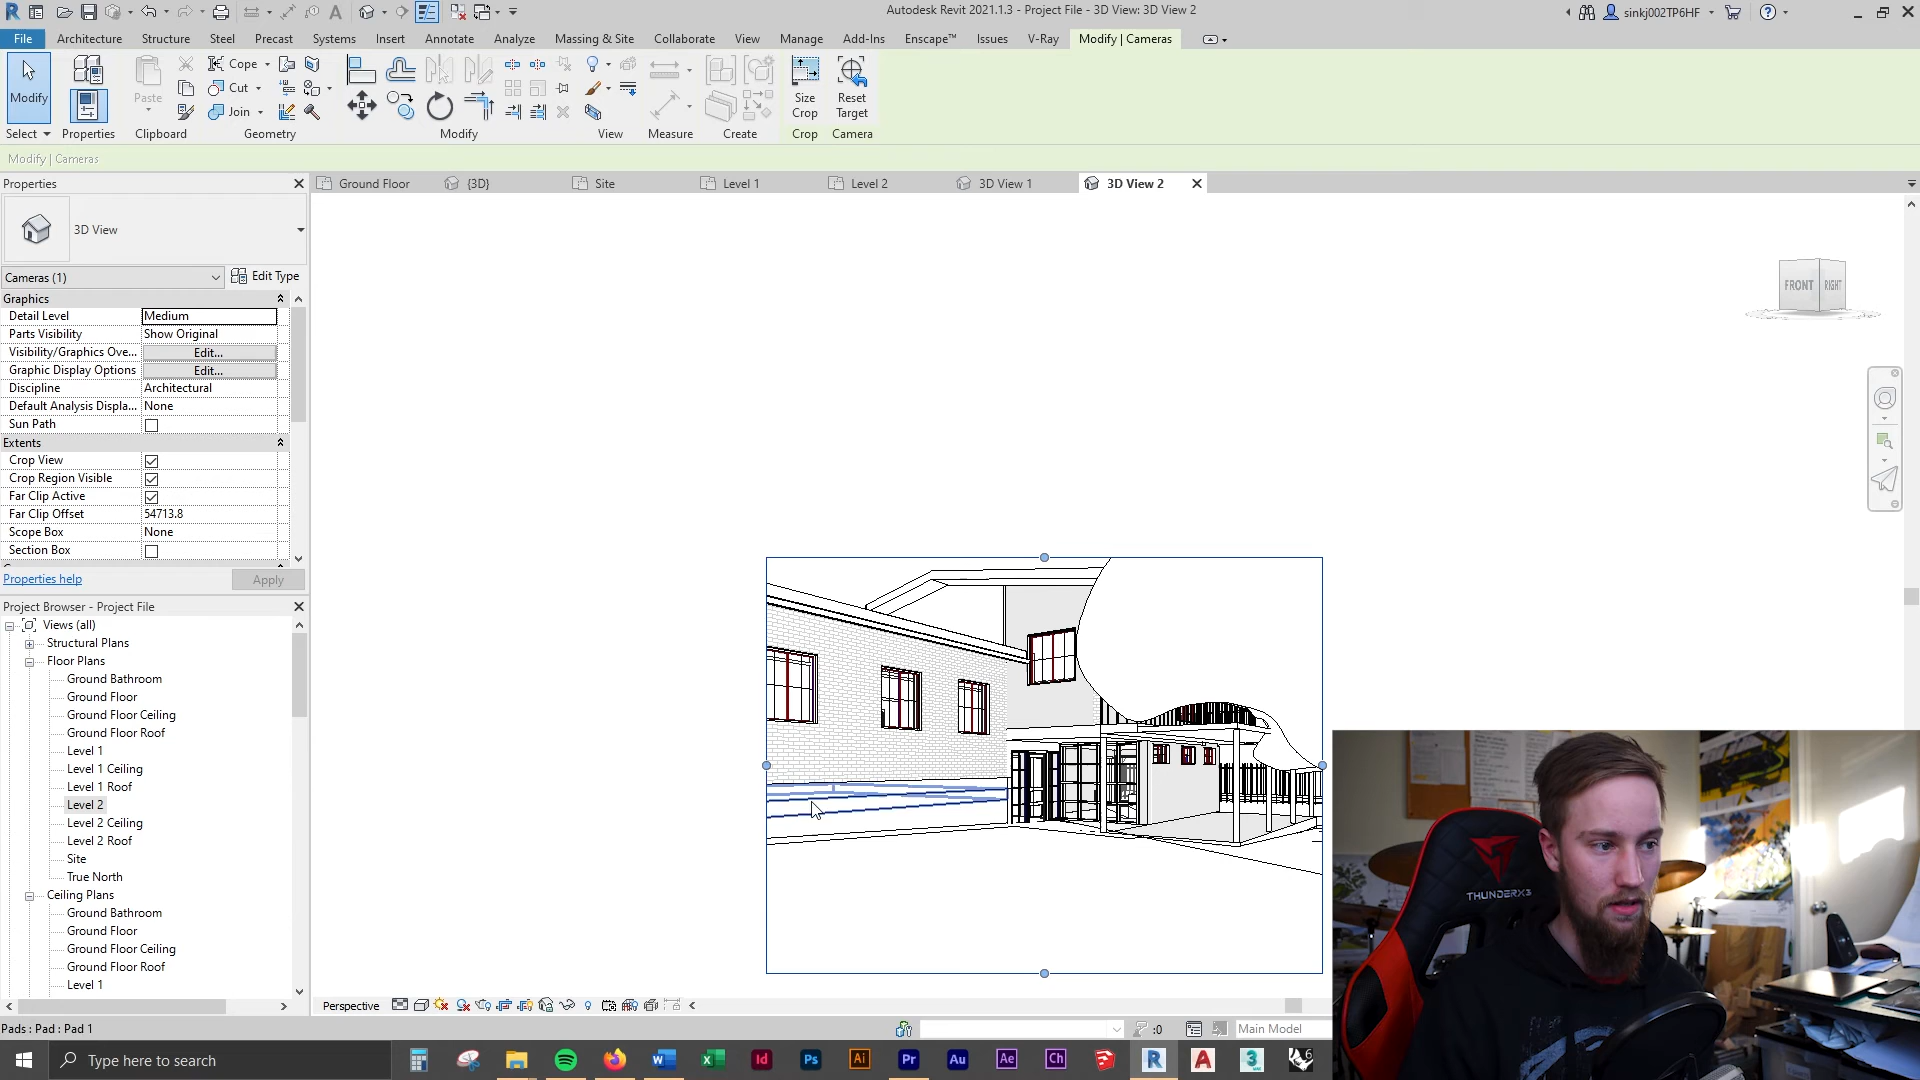 Autodesk Revit 2021.1.3 - Project File - 3D View: 3D View 2
sinkj002TP6HF
File Architecture Structure Steel Precast Systems Insert Annotate Analyze Massing & Site Collaborate View Manage Add-Ins Enscape™ Issues V-Ray Modify | Cameras
Modify
Paste
Cope
Cut
Join
Size Crop
Reset Target
Select Properties Clipboard Geometry Modify View Measure Create Crop Camera
Modify | Cameras
Properties
Ground Floor {3D} Site Level 1 Level 2 3D View 1 3D View 2
3D View
Cameras (1) Edit Type
Graphics
Detail Level Medium
Parts Visibility Show Original
Visibility/Graphics Ove... Edit...
Graphic Display Options Edit...
Discipline Architectural
Default Analysis Displa... None
Sun Path
Extents
Crop View
Crop Region Visible
Far Clip Active
Far Clip Offset 54713.8
Scope Box None
Section Box
Properties help Apply
FRONT RIGHT
Project Browser - Project File
Views (all)
Structural Plans
Floor Plans
Ground Bathroom
Ground Floor
Ground Floor Ceiling
Ground Floor Roof
Level 1
Level 1 Ceiling
Level 1 Roof
Level 2
Level 2 Ceiling
Level 2 Roof
Site
True North
Ceiling Plans
Ground Bathroom
Ground Floor
Ground Floor Ceiling
Ground Floor Roof
Level 1
THUNDERX3
Perspective
Pads : Pad : Pad 1
:0
Main Model
Type here to search
Id Ps Ai Pr Au Ae Ch R A 3 6